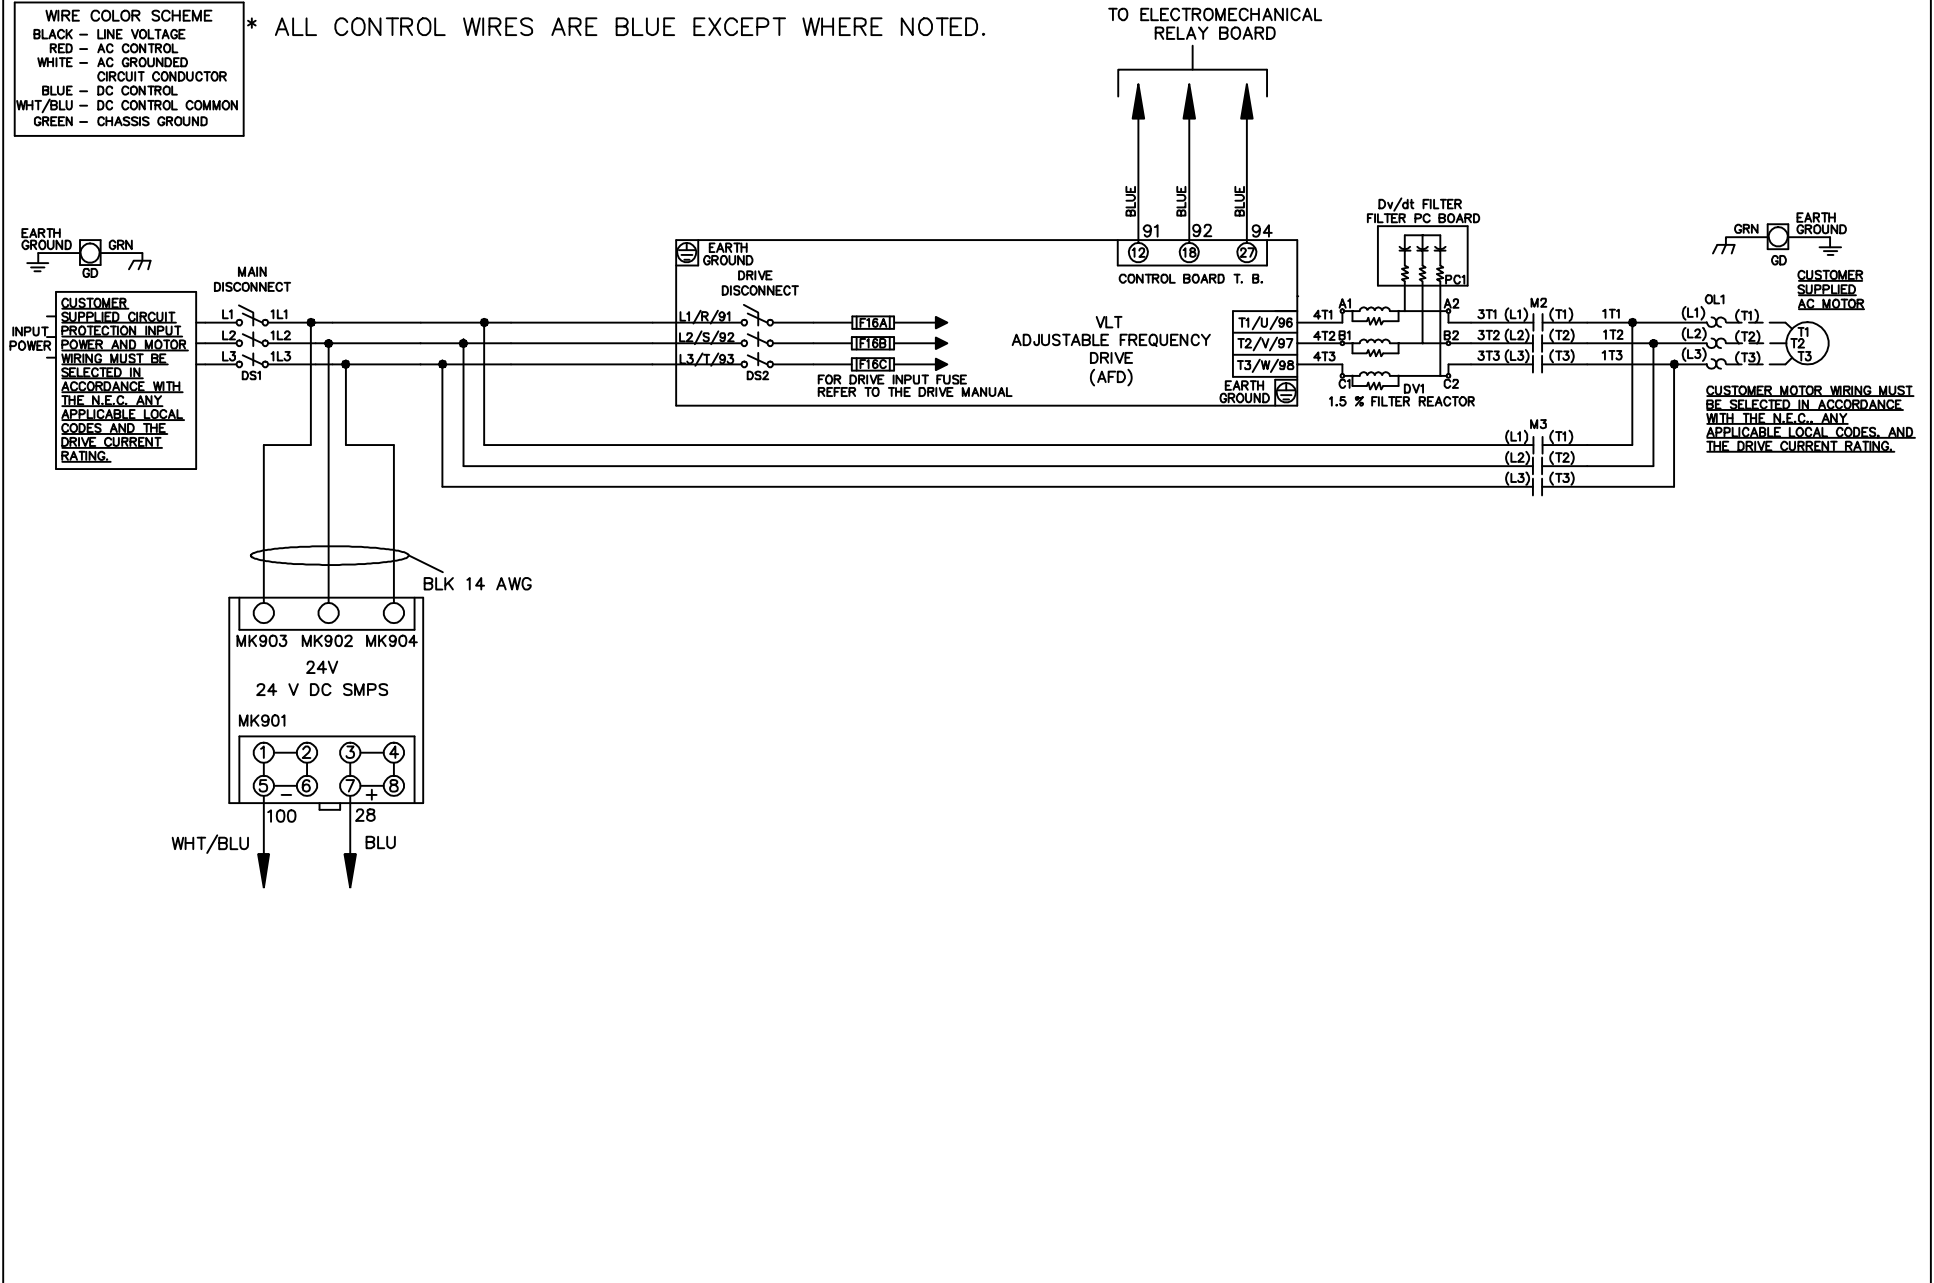 WIRE COLOR SCHEME
BLACK – LINE VOLTAGE
RED – AC CONTROL
WHITE – AC GROUNDED
CIRCUIT CONDUCTOR
BLUE – DC CONTROL
WHT/BLU – DC CONTROL COMMON
GREEN – CHASSIS GROUND
* ALL CONTROL WIRES ARE BLUE EXCEPT WHERE NOTED.
TO ELECTROMECHANICAL
RELAY BOARD
BLUE
BLUE
BLUE
91
92
94
12
18
27
CONTROL BOARD T. B.
EARTH
GROUND
GRN
GD
INPUT
POWER
CUSTOMER
SUPPLIED CIRCUIT
PROTECTION INPUT
POWER AND MOTOR
WIRING MUST BE
SELECTED IN
ACCORDANCE WITH
THE N.E.C. ANY
APPLICABLE LOCAL
CODES AND THE
DRIVE CURRENT
RATING.
MAIN
DISCONNECT
L1 1L1
L2 1L2
L3 1L3
DS1
EARTH
GROUND
DRIVE
DISCONNECT
L1/R/91
L2/S/92
L3/T/93
DS2
F16A
F16B
F16C
FOR DRIVE INPUT FUSE
REFER TO THE DRIVE MANUAL
VLT
ADJUSTABLE FREQUENCY
DRIVE
(AFD)
T1/U/96
T2/V/97
T3/W/98
EARTH
GROUND
Dv/dt FILTER
FILTER PC BOARD
PC1
4T1 A1 A2
4T2 B1 B2
4T3 C1 C2
DV1
1.5 % FILTER REACTOR
M2
3T1 (L1) (T1) 1T1
3T2 (L2) (T2) 1T2
3T3 (L3) (T3) 1T3
M3
(L1) (T1)
(L2) (T2)
(L3) (T3)
OL1
(L1) (T1)
(L2) (T2)
(L3) (T3)
T1
T2
T3
GRN
EARTH
GROUND
GD
CUSTOMER
SUPPLIED
AC MOTOR
CUSTOMER MOTOR WIRING MUST
BE SELECTED IN ACCORDANCE
WITH THE N.E.C., ANY
APPLICABLE LOCAL CODES, AND
THE DRIVE CURRENT RATING.
BLK 14 AWG
MK903 MK902 MK904
24V
24 V DC SMPS
MK901
1 2 3 4
5 – 6 7 + 8
100 28
WHT/BLU BLU